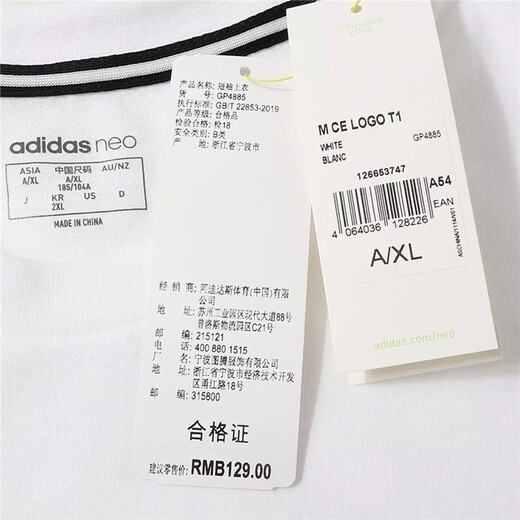 adidas neo
ASIA 中国尺码 AU/NZ
A/XL A/XL
185/104A
J KR US D
2XL
MADE IN CHINA
产品名称: 短袖上衣
货号: GP4885
执行标准: GB/T 22853-2019
产品等级: 合格品
检验合格: 检18
安全类别: B类
产地: 浙江省宁波市
经销商: 阿迪达斯体育(中国)有限
公司
地址: 苏州工业园区现代大道88号
普洛斯物流园区C21号
邮编: 215121
电话: 400 880 1515
厂名: 宁波图腾服饰有限公司
地址: 浙江省宁波市经济技术开发
区甬江路18号
邮编: 315800
合格证
建议零售价: RMB129.00
M CE LOGO T1
WHITE GP4885
BLANC
126653747
A54
4 064036 128226
EAN
A/XL
adidas.com/neo